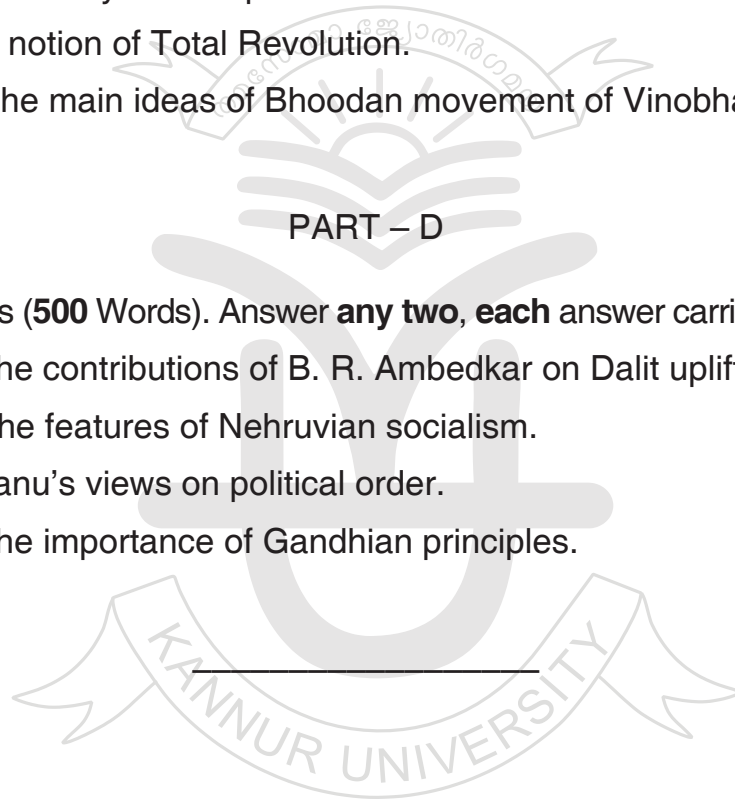 notion of Total Revolution.
he main ideas of Bhoodan movement of Vinobha
PART – D
s (500 Words). Answer any two, each answer carri
he contributions of B. R. Ambedkar on Dalit uplift
he features of Nehruvian socialism.
anu's views on political order.
he importance of Gandhian principles.
KANNUR UNIVERSITY